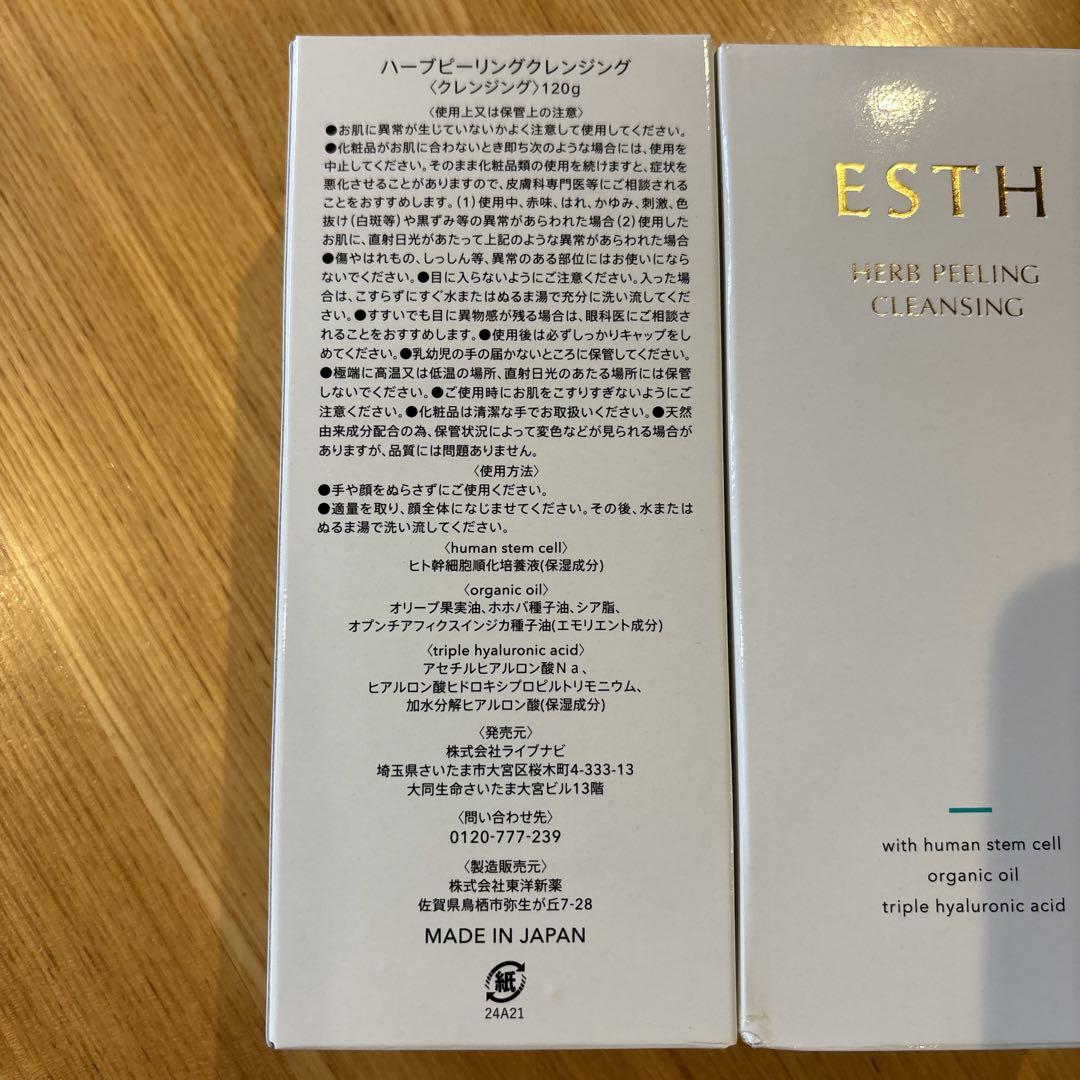 ハーブピーリングクレンジング
〈クレンジング〉120g
〈使用上又は保管上の注意〉
●お肌に異常が生じていないかよく注意して使用してください。
●化粧品がお肌に合わないとき即ち次のような場合には、使用を
中止してください。そのまま化粧品類の使用を続けますと、症状を
悪化させることがありますので、皮膚科専門医等にご相談される
ことをおすすめします。(1)使用中、赤味、はれ、かゆみ、刺激、色
抜け(白斑等)や黒ずみ等の異常があらわれた場合(2)使用した
お肌に、直射日光があたって上記のような異常があらわれた場合
●傷やはれもの、しっしん等、異常のある部位にはお使いになら
ないでください。●目に入らないようにご注意ください。入った場
合は、こすらずにすぐ水またはぬるま湯で充分に洗い流してくだ
さい。●すすいでも目に異物感が残る場合は、眼科医にご相談さ
れることをおすすめします。●使用後は必ずしっかりキャップをし
めてください。●乳幼児の手の届かないところに保管してください。
●極端に高温又は低温の場所、直射日光のあたる場所には保管
しないでください。●ご使用時にお肌をこすりすぎないようにご
注意ください。●化粧品は清潔な手でお取扱いください。●天然
由来成分配合の為、保管状況によって変色などが見られる場合が
ありますが、品質には問題ありません。
〈使用方法〉
●手や顔をぬらさずにご使用ください。
●適量を取り、顔全体になじませてください。その後、水または
ぬるま湯で洗い流してください。
〈human stem cell〉
ヒト幹細胞順化培養液(保湿成分)
〈organic oil〉
オリーブ果実油、ホホバ種子油、シア脂、
オプンチアフィクスインジカ種子油(エモリエント成分)
〈triple hyaluronic acid〉
アセチルヒアルロン酸Na、
ヒアルロン酸ヒドロキシプロピルトリモニウム、
加水分解ヒアルロン酸(保湿成分)
〈発売元〉
株式会社ライブナビ
埼玉県さいたま市大宮区桜木町4-333-13
大同生命さいたま大宮ビル13階
〈問い合わせ先〉
0120-777-239
〈製造販売元〉
株式会社東洋新薬
佐賀県鳥栖市弥生が丘7-28
MADE IN JAPAN
紙
24A21
ESTH
HERB PEELING
CLEANSING
with human stem cell
organic oil
triple hyaluronic acid